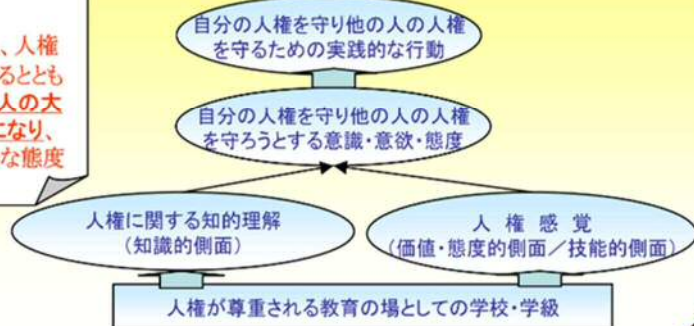 、人権
るととも
人の大
になり、
な態度
自分の人権を守り他の人の人権
を守るための実践的な行動
自分の人権を守り他の人の人権
を守ろうとする意識・意欲・態度
人権に関する知的理解
（知識的側面）
人権感覚
（価値・態度的側面／技能的側面）
人権が尊重される教育の場としての学校・学級